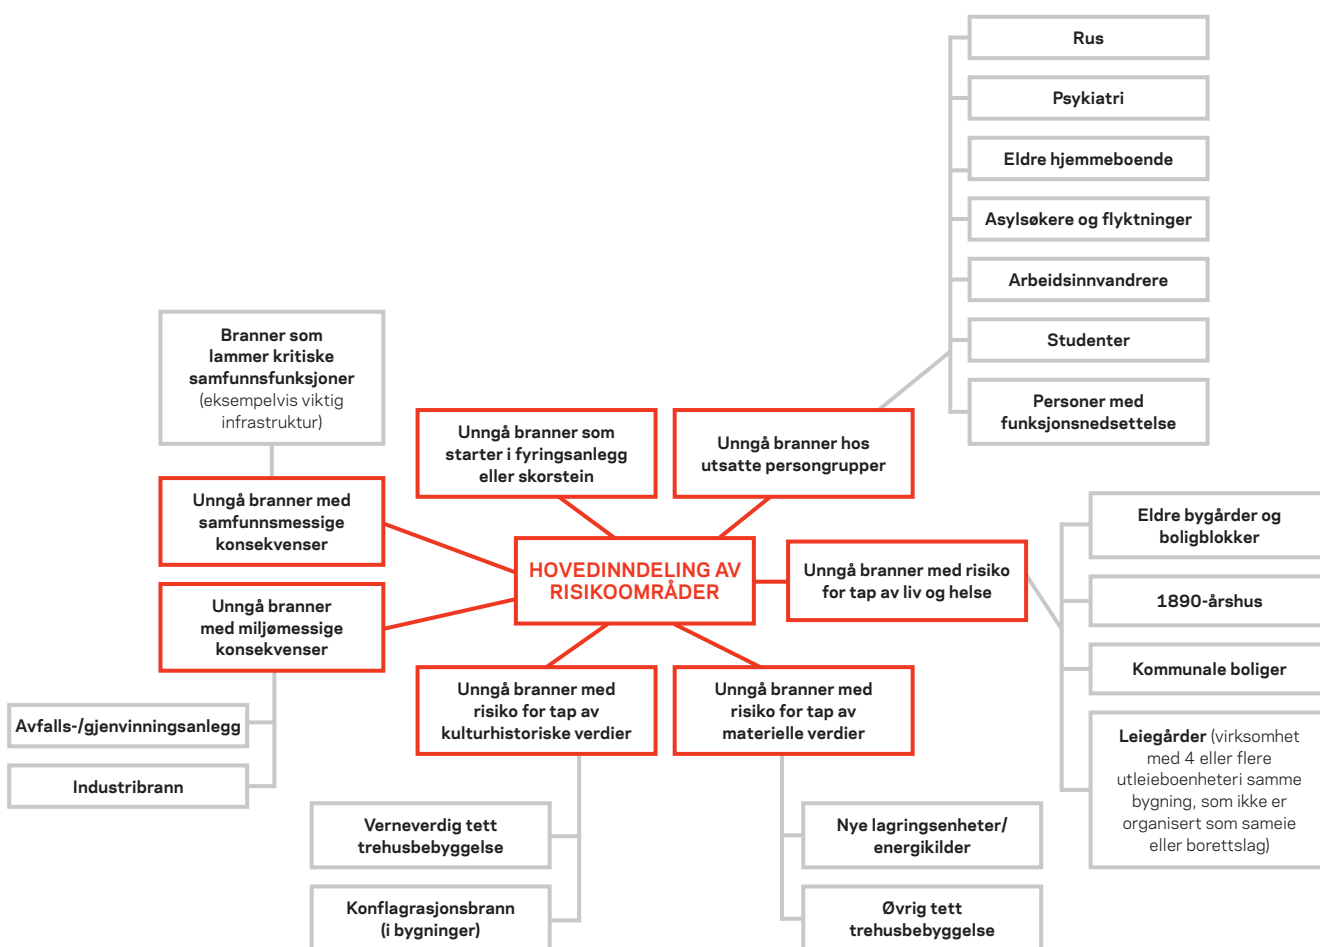 Rus
Psykiatri
Eldre hjemmeboende
Asylsøkere og flyktninger
Arbeidsinnvandrere
Studenter
Personer med
funksjonsnedsettelse
Branner som
lammer kritiske
samfunnsfunksjoner
(eksempelvis viktig
infrastruktur)
Unngå branner som
starter i fyringsanlegg
eller skorstein
Unngå branner hos
utsatte persongrupper
Unngå branner med
samfunnsmessige
konsekvenser
HOVEDINNDELING AV
RISIKOOMRÅDER
Unngå branner med risiko
for tap av liv og helse
Eldre bygårder og
boligblokker
1890-årshus
Kommunale boliger
Leiegårder (virksomhet
med 4 eller flere
utleieboenheteri samme
bygning, som ikke er
organisert som sameie
eller borettslag)
Unngå branner
med miljømessige
konsekvenser
Avfalls-/gjenvinningsanlegg
Industribrann
Unngå branner med
risiko for tap av
kulturhistoriske verdier
Unngå branner med
risiko for tap av
materielle verdier
Verneverdig tett
trehusbebyggelse
Konflagrasjonsbrann
(i bygninger)
Nye lagringsenheter/
energikilder
Øvrig tett
trehusbebyggelse